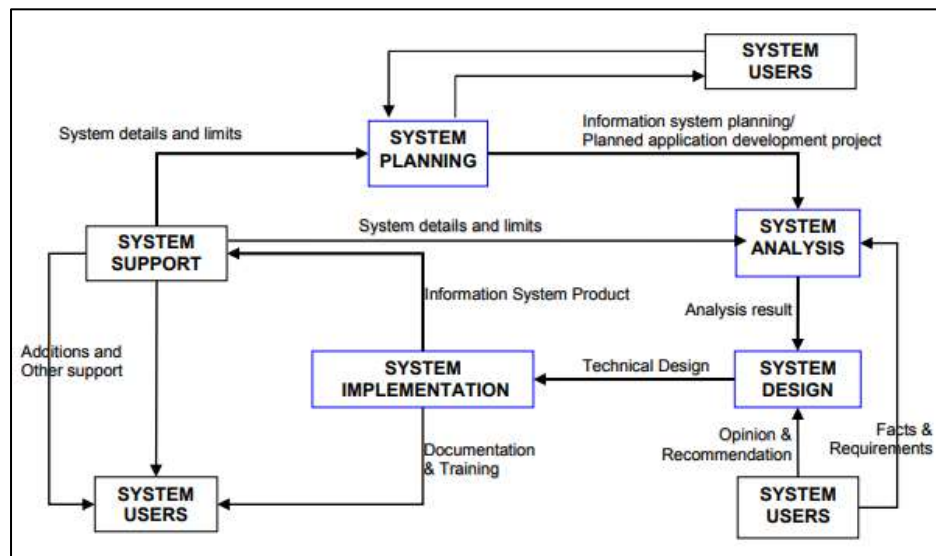 SYSTEM
USERS
System details and limits
SYSTEM
PLANNING
Information system planning/
Planned application development project
SYSTEM
SUPPORT
System details and limits
SYSTEM
ANALYSIS
Information System Product
Analysis result
Additions and
Other support
SYSTEM
IMPLEMENTATION
Technical Design
SYSTEM
DESIGN
Documentation
& Training
Opinion &
Recommendation
Facts &
Requirements
SYSTEM
USERS
SYSTEM
USERS